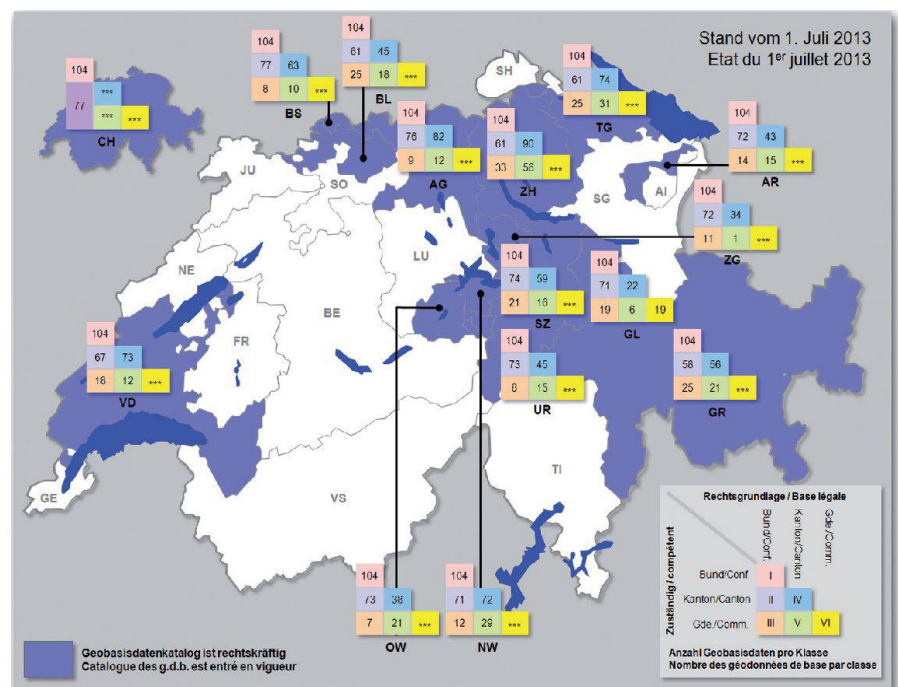 Stand vom 1. Juli 2013
Etat du 1er juillet 2013
104
77
***
***
***
CH
104
77 63
8 10 ***
BS
104
61 45
25 18 ***
BL
104
76 82
9 12 ***
AG
104
61 90
33 56 ***
ZH
SH
104
61 74
25 31 ***
TG
104
72 43
14 15 ***
AR
JU
SO
SG
AI
104
72 34
11 1 ***
ZG
NE
LU
104
74 59
21 16 ***
SZ
104
71 22
19 6 19
GL
BE
FR
104
67 73
18 12 ***
VD
104
73 45
8 15 ***
UR
104
58 56
25 21 ***
GR
TI
GE
VS
104
73 38
7 21 ***
OW
104
71 72
12 29 ***
NW
Rechtsgrundlage / Base légale
Bund/Conf.
Kanton/Canton
Gde./Comm.
Zuständig / compétent
Bund/Conf. I
Kanton/Canton II IV
Gde./Comm. III V VI
Anzahl Geobasisdaten pro Klasse
Nombre des géodonnées de base par classe
Geobasisdatenkatalog ist rechtskräftig
Catalogue des g.d.b. est entré en vigueur